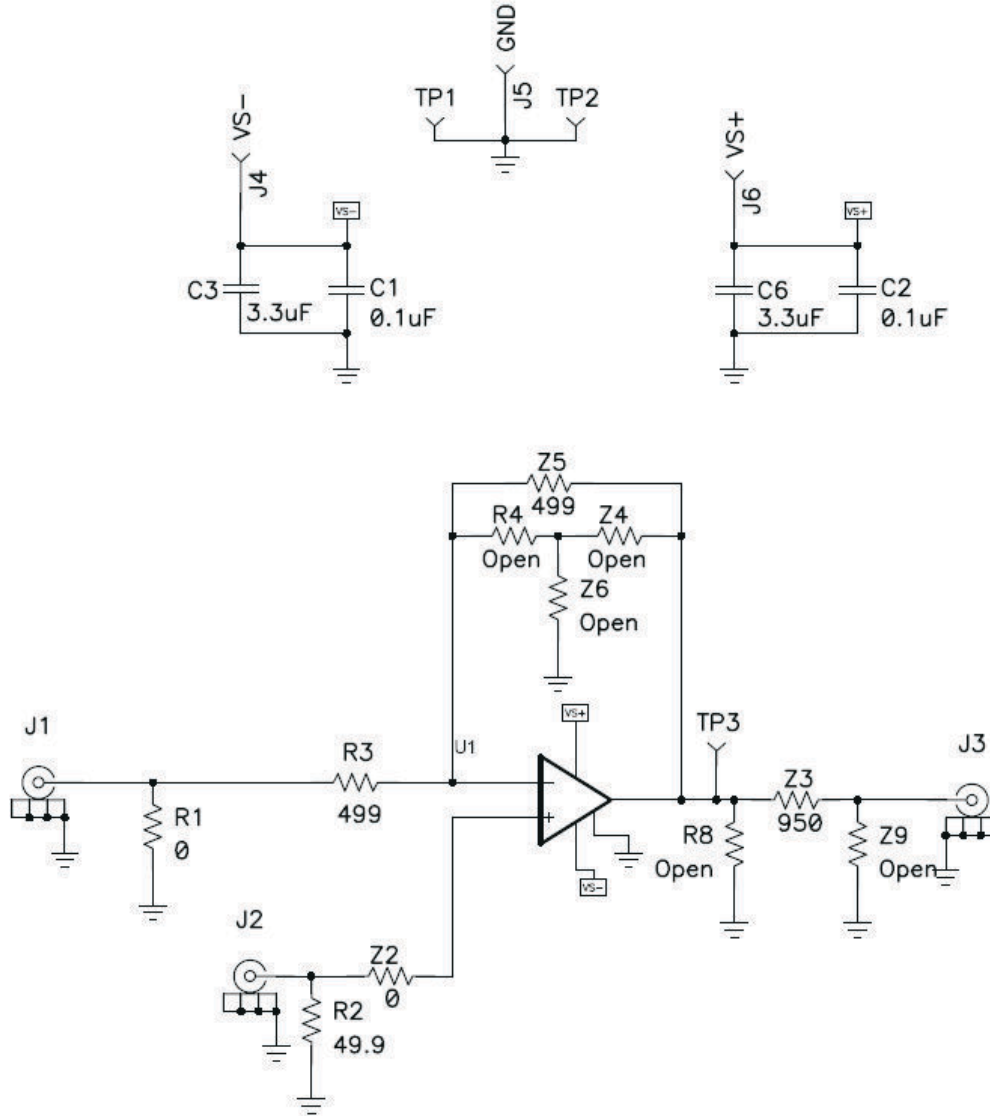 GND
J5
TP1
TP2
VS-
J4
VS-
C3
3.3uF
C1
0.1uF
VS+
J6
VS+
C6
3.3uF
C2
0.1uF
Z5
499
R4
Open
Z4
Open
Z6
Open
J1
R1
0
R3
499
U1
VS+
VS-
TP3
R8
Open
Z3
950
Z9
Open
J3
J2
Z2
0
R2
49.9